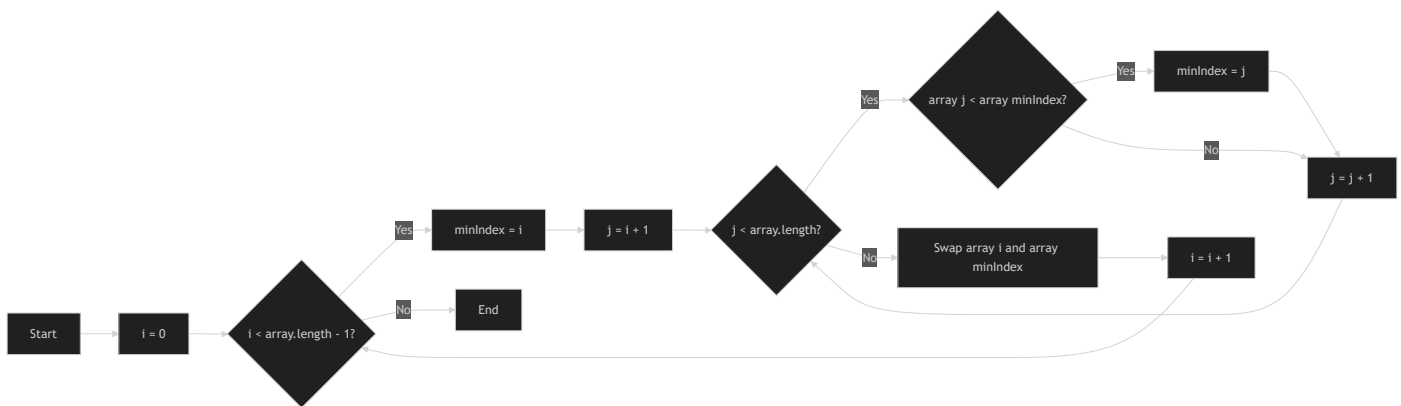 Start
i = 0
i < array.length - 1?
Yes
No
End
minIndex = i
j = i + 1
j < array.length?
Yes
No
array j < array minIndex?
Yes
No
minIndex = j
j = j + 1
Swap array i and array
minIndex
i = i + 1